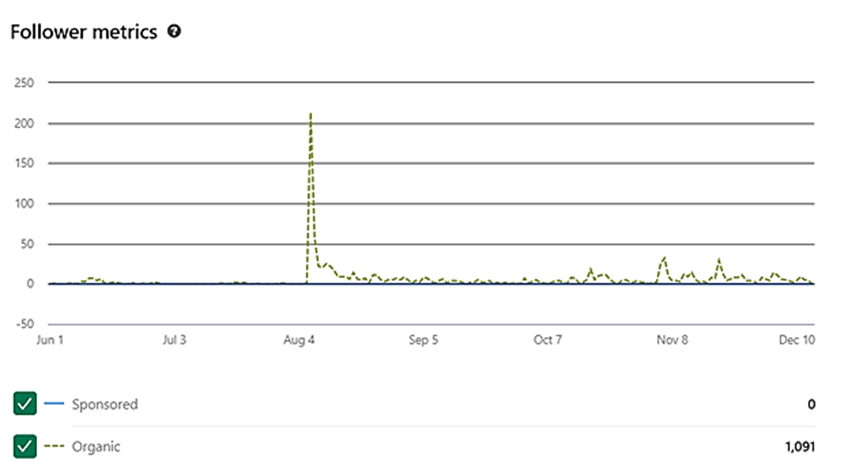 Follower metrics ?
250
200
150
100
50
0
-50
Jun 1 Jul 3 Aug 4 Sep 5 Oct 7 Nov 8 Dec 10
Sponsored 0
Organic 1,091